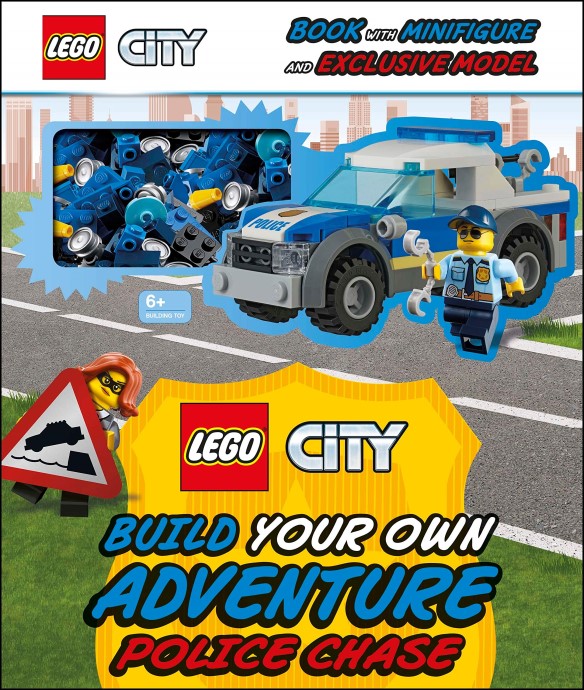 LEGO
CITY
BOOK WITH MINIFIGURE
AND EXCLUSIVE MODEL
POLICE
6+
BUILDING TOY
LEGO
CITY
BUILD YOUR OWN
ADVENTURE
POLICE CHASE